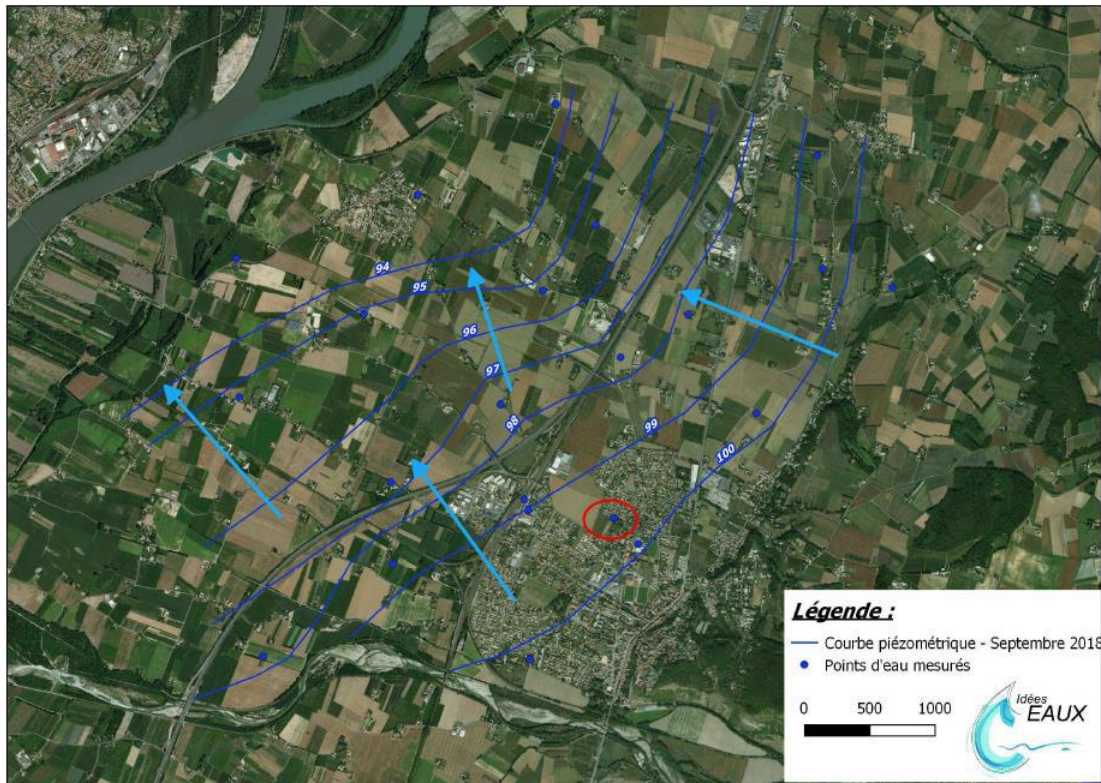 94
95
96
97
98
99
100
Légende :
Courbe piézométrique - Septembre 2018
Points d'eau mesurés
0 500 1000
Idées
EAUX